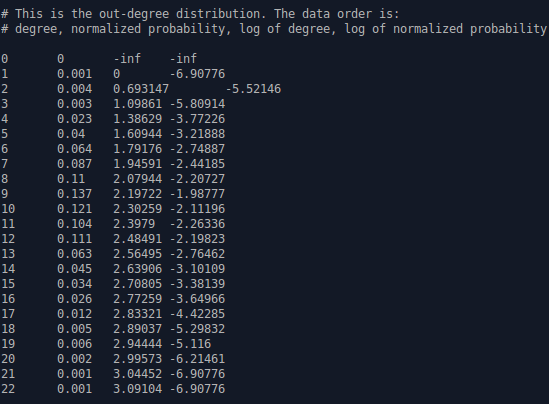 # This is the out-degree distribution. The data order is:
# degree, normalized probability, log of degree, log of normalized probability
0 0 -inf -inf
1 0.001 0 -6.90776
2 0.004 0.693147 -5.52146
3 0.003 1.09861 -5.80914
4 0.023 1.38629 -3.77226
5 0.04 1.60944 -3.21888
6 0.064 1.79176 -2.74887
7 0.087 1.94591 -2.44185
8 0.11 2.07944 -2.20727
9 0.137 2.19722 -1.98777
10 0.121 2.30259 -2.11196
11 0.104 2.3979 -2.26336
12 0.111 2.48491 -2.19823
13 0.063 2.56495 -2.76462
14 0.045 2.63906 -3.10109
15 0.034 2.70805 -3.38139
16 0.026 2.77259 -3.64966
17 0.012 2.83321 -4.42285
18 0.005 2.89037 -5.29832
19 0.006 2.94444 -5.116
20 0.002 2.99573 -6.21461
21 0.001 3.04452 -6.90776
22 0.001 3.09104 -6.90776